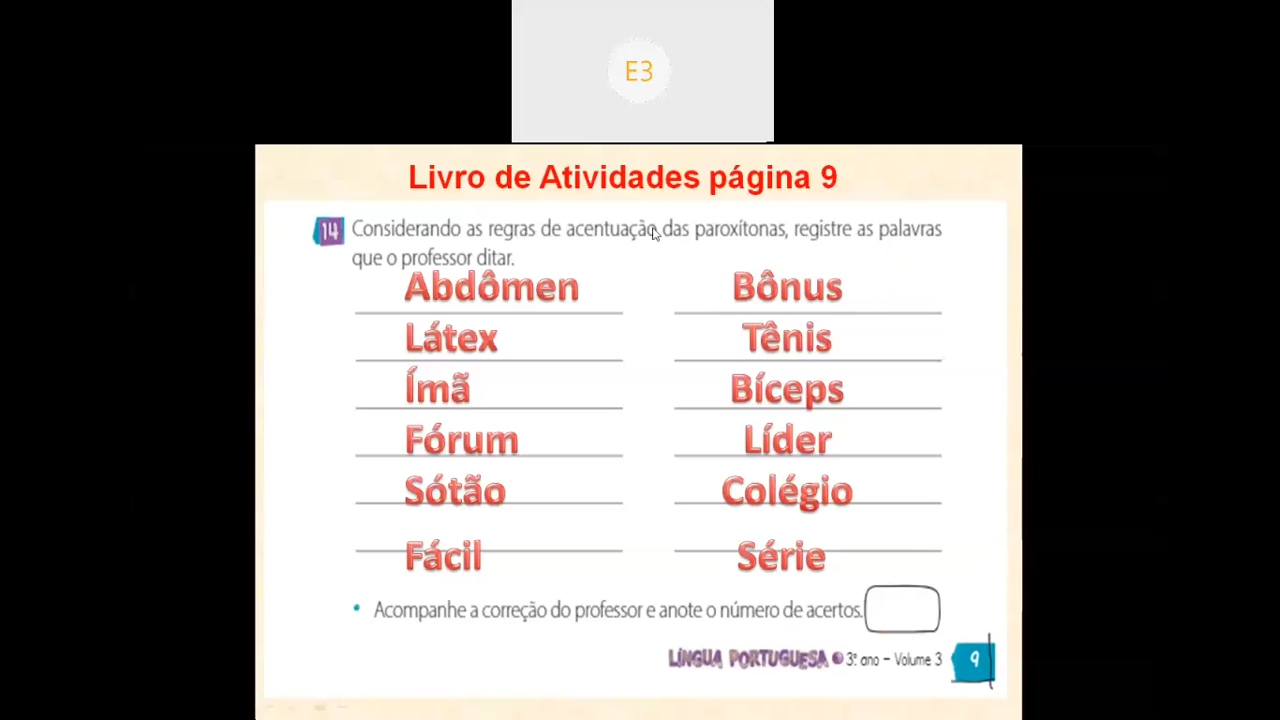 E3
Livro de Atividades página 9
14 Considerando as regras de acentuação das paroxítonas, registre as palavras
que o professor ditar.
Abdômen Bônus
Látex Tênis
Ímã Bíceps
Fórum Líder
Sótão Colégio
Fácil Série
• Acompanhe a correção do professor e anote o número de acertos.
LÍNGUA PORTUGUESA 3º. ano – Volume 3 9